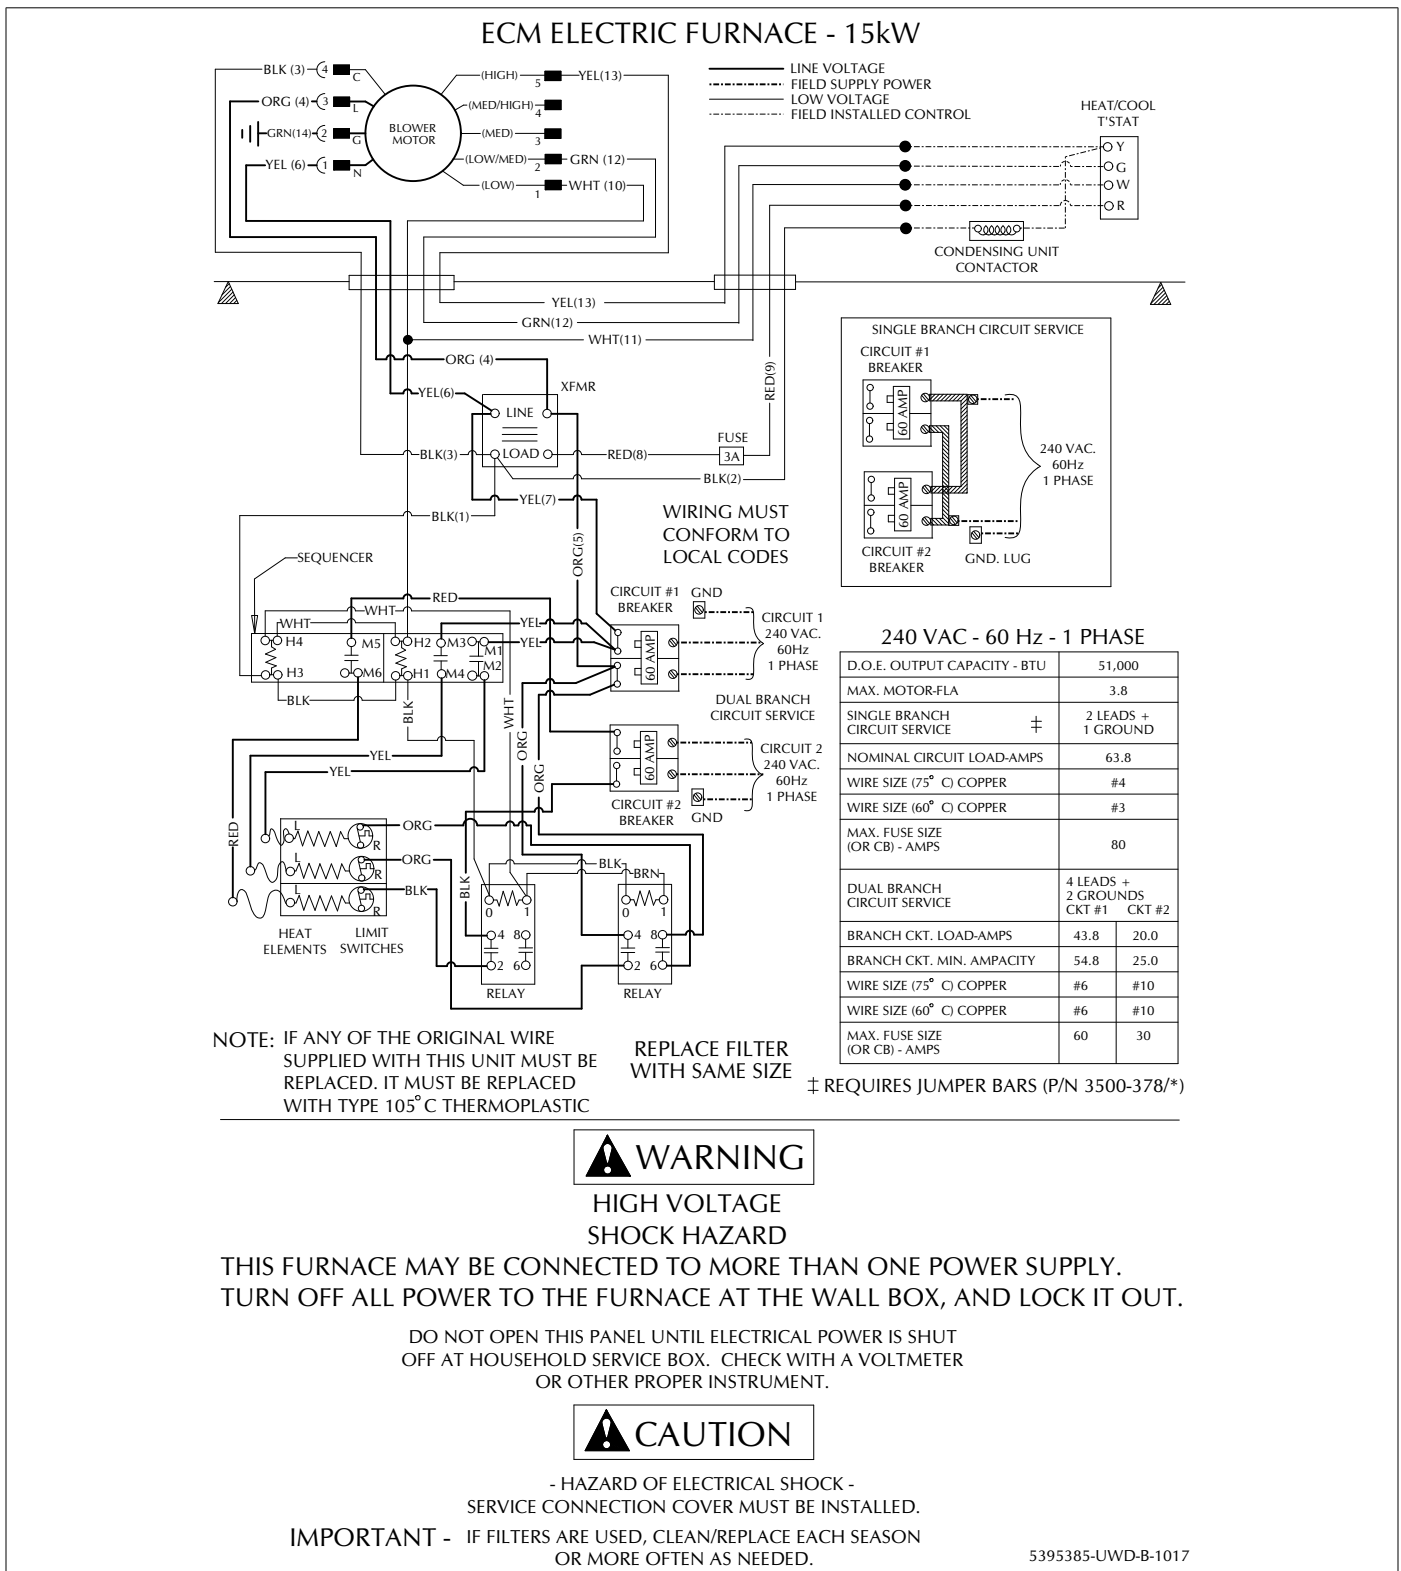 ECM ELECTRIC FURNACE - 15kW
BLK (3)
4
C
ORG (4)
3
L
GRN(14)
2
G
YEL (6)
1
N
BLOWER
MOTOR
(HIGH)
5
YEL(13)
(MED/HIGH)
4
(MED)
3
(LOW/MED)
2
GRN (12)
(LOW)
1
WHT (10)
LINE VOLTAGE
FIELD SUPPLY POWER
LOW VOLTAGE
FIELD INSTALLED CONTROL
HEAT/COOL
T'STAT
Y
G
W
R
CONDENSING UNIT
CONTACTOR
YEL(13)
GRN(12)
WHT(11)
ORG (4)
YEL(6)
XFMR
LINE
LOAD
BLK(3)
RED(8)
FUSE
3A
RED(9)
BLK(2)
YEL(7)
BLK(1)
ORG(5)
WIRING MUST
CONFORM TO
LOCAL CODES
SINGLE BRANCH CIRCUIT SERVICE
CIRCUIT #1
BREAKER
60 AMP
60 AMP
CIRCUIT #2
BREAKER
240 VAC.
60Hz
1 PHASE
GND. LUG
SEQUENCER
RED
WHT
WHT
YEL
YEL
H4
M5
H2
M3
M1
M2
H3
M6
H1
M4
BLK
BLK
WHT
ORG
ORG
CIRCUIT #1
BREAKER
GND
60 AMP
CIRCUIT 1
240 VAC.
60Hz
1 PHASE
DUAL BRANCH
CIRCUIT SERVICE
60 AMP
CIRCUIT 2
240 VAC.
60Hz
1 PHASE
CIRCUIT #2
BREAKER
GND
YEL
YEL
RED
L
R
ORG
L
R
ORG
L
R
BLK
BLK
HEAT
ELEMENTS
LIMIT
SWITCHES
BLK
BRN
0
1
4
8
2
6
RELAY
0
1
4
8
2
6
RELAY
240 VAC - 60 Hz - 1 PHASE
D.O.E. OUTPUT CAPACITY - BTU 51,000
MAX. MOTOR-FLA 3.8
SINGLE BRANCH
CIRCUIT SERVICE ‡ 2 LEADS +
1 GROUND
NOMINAL CIRCUIT LOAD-AMPS 63.8
WIRE SIZE (75° C) COPPER #4
WIRE SIZE (60° C) COPPER #3
MAX. FUSE SIZE
(OR CB) - AMPS 80
DUAL BRANCH
CIRCUIT SERVICE
4 LEADS +
2 GROUNDS
CKT #1 CKT #2
BRANCH CKT. LOAD-AMPS 43.8 20.0
BRANCH CKT. MIN. AMPACITY 54.8 25.0
WIRE SIZE (75° C) COPPER #6 #10
WIRE SIZE (60° C) COPPER #6 #10
MAX. FUSE SIZE
(OR CB) - AMPS 60 30
‡ REQUIRES JUMPER BARS (P/N 3500-378/*)
NOTE: IF ANY OF THE ORIGINAL WIRE
SUPPLIED WITH THIS UNIT MUST BE
REPLACED. IT MUST BE REPLACED
WITH TYPE 105°C THERMOPLASTIC
REPLACE FILTER
WITH SAME SIZE
WARNING
HIGH VOLTAGE
SHOCK HAZARD
THIS FURNACE MAY BE CONNECTED TO MORE THAN ONE POWER SUPPLY.
TURN OFF ALL POWER TO THE FURNACE AT THE WALL BOX, AND LOCK IT OUT.
DO NOT OPEN THIS PANEL UNTIL ELECTRICAL POWER IS SHUT
OFF AT HOUSEHOLD SERVICE BOX. CHECK WITH A VOLTMETER
OR OTHER PROPER INSTRUMENT.
CAUTION
- HAZARD OF ELECTRICAL SHOCK -
SERVICE CONNECTION COVER MUST BE INSTALLED.
IMPORTANT - IF FILTERS ARE USED, CLEAN/REPLACE EACH SEASON
OR MORE OFTEN AS NEEDED.
5395385-UWD-B-1017